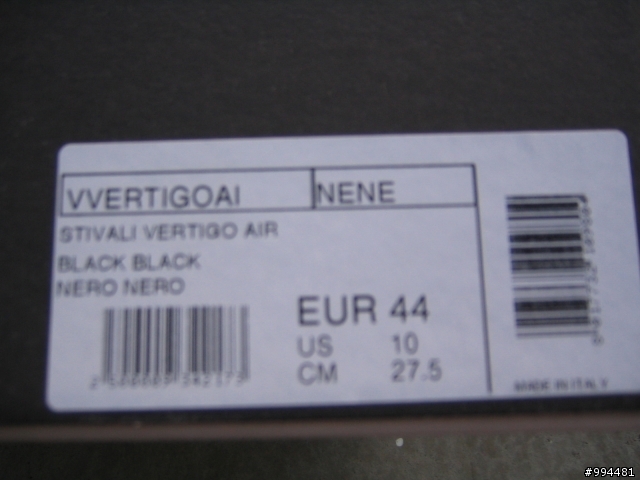 VVERTIGOAI NENE
STIVALI VERTIGO AIR
BLACK BLACK
NERO NERO
EUR 44
US 10
CM 27.5
MADE IN ITALY
#994481